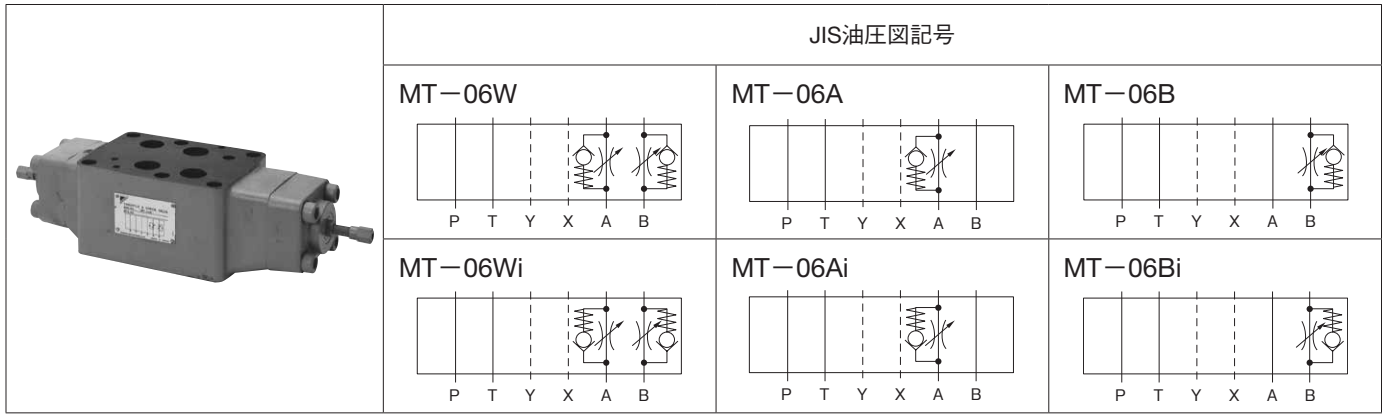 JIS油圧図記号
MT－06W
P T Y X A B
MT－06A
P T Y X A B
MT－06B
P T Y X A B
MT－06Wi
P T Y X A B
MT－06Ai
P T Y X A B
MT－06Bi
P T Y X A B